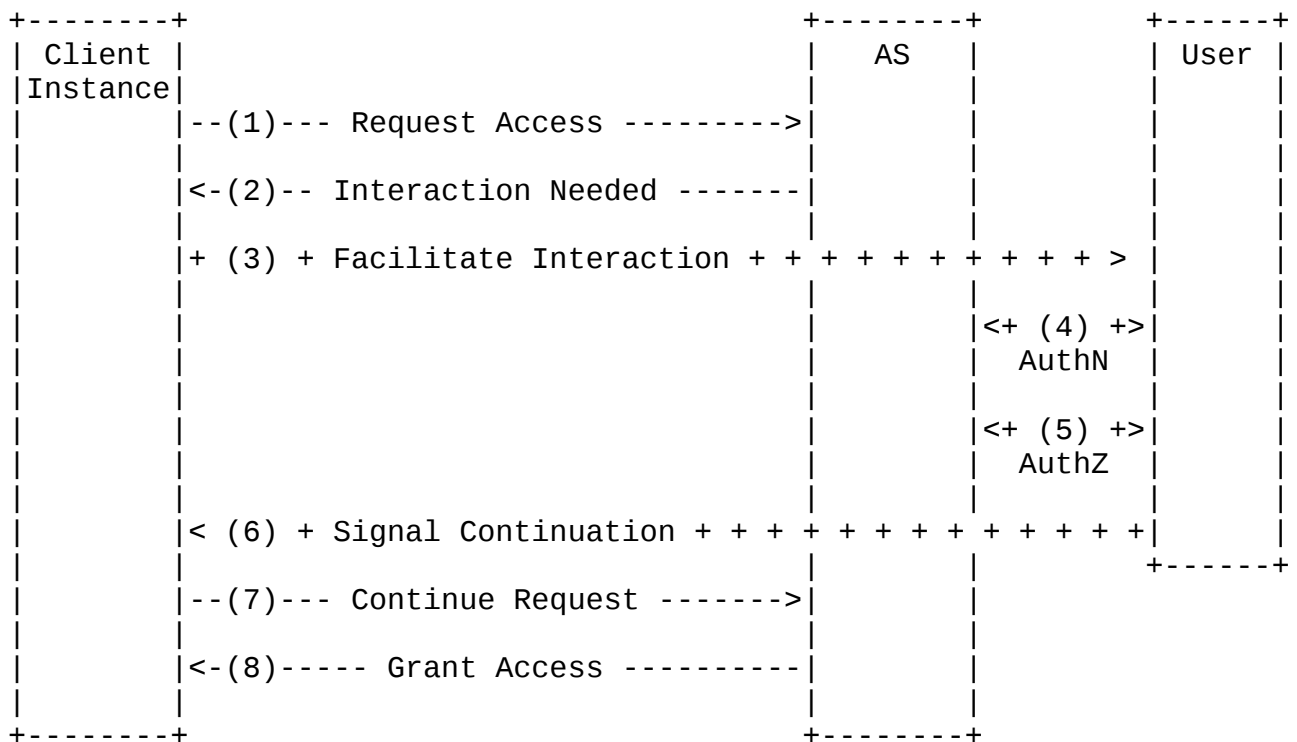 Client AS User
Instance
(1) Request Access
(2) Interaction Needed
(3) Facilitate Interaction
(4)
AuthN
(5)
AuthZ
(6) Signal Continuation
(7) Continue Request
(8) Grant Access